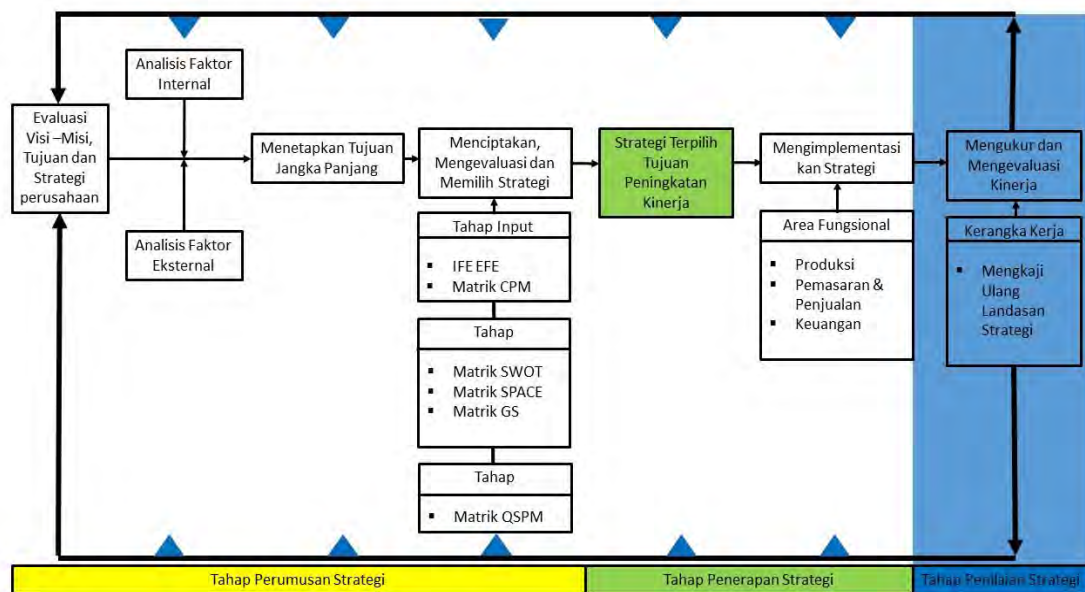 Analisis Faktor
Internal
Evaluasi
Visi –Misi,
Tujuan dan
Strategi
perusahaan
Analisis Faktor
Eksternal
Menetapkan Tujuan
Jangka Panjang
Menciptakan,
Mengevaluasi dan
Memilih Strategi
Tahap Input
▪ IFE EFE
▪ Matrik CPM
Tahap
▪ Matrik SWOT
▪ Matrik SPACE
▪ Matrik GS
Tahap
▪ Matrik QSPM
Strategi Terpilih
Tujuan
Peningkatan
Kinerja
Mengimplementasi
kan Strategi
Area Fungsional
▪ Produksi
▪ Pemasaran &
Penjualan
▪ Keuangan
Mengukur dan
Mengevaluasi
Kinerja
Kerangka Kerja
▪ Mengkaji
Ulang
Landasan
Strategi
Tahap Perumusan Strategi
Tahap Penerapan Strategi
Tahap Penilaian Strategi